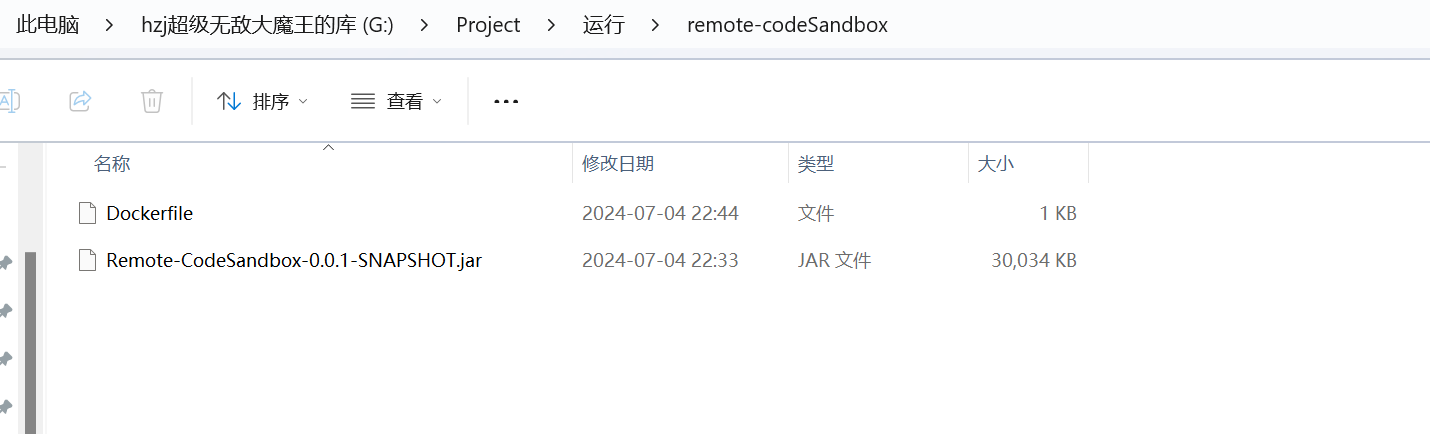 此电脑 > hzj超级无敌大魔王的库 (G:) > Project > 运行 > remote-codeSandbox
排序 查看
名称 修改日期 类型 大小
Dockerfile 2024-07-04 22:44 文件 1 KB
Remote-CodeSandbox-0.0.1-SNAPSHOT.jar 2024-07-04 22:33 JAR 文件 30,034 KB